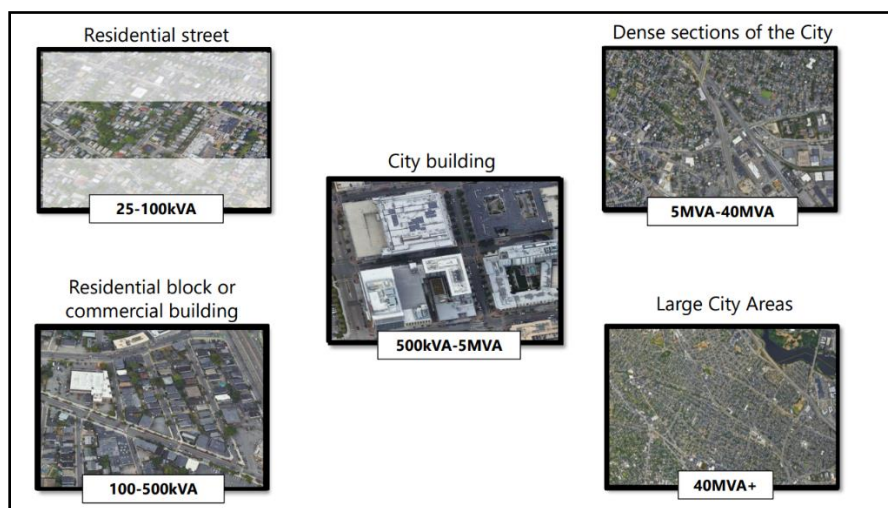 Residential street
25-100kVA
Residential block or
commercial building
100-500kVA
City building
500kVA-5MVA
Dense sections of the City
5MVA-40MVA
Large City Areas
40MVA+